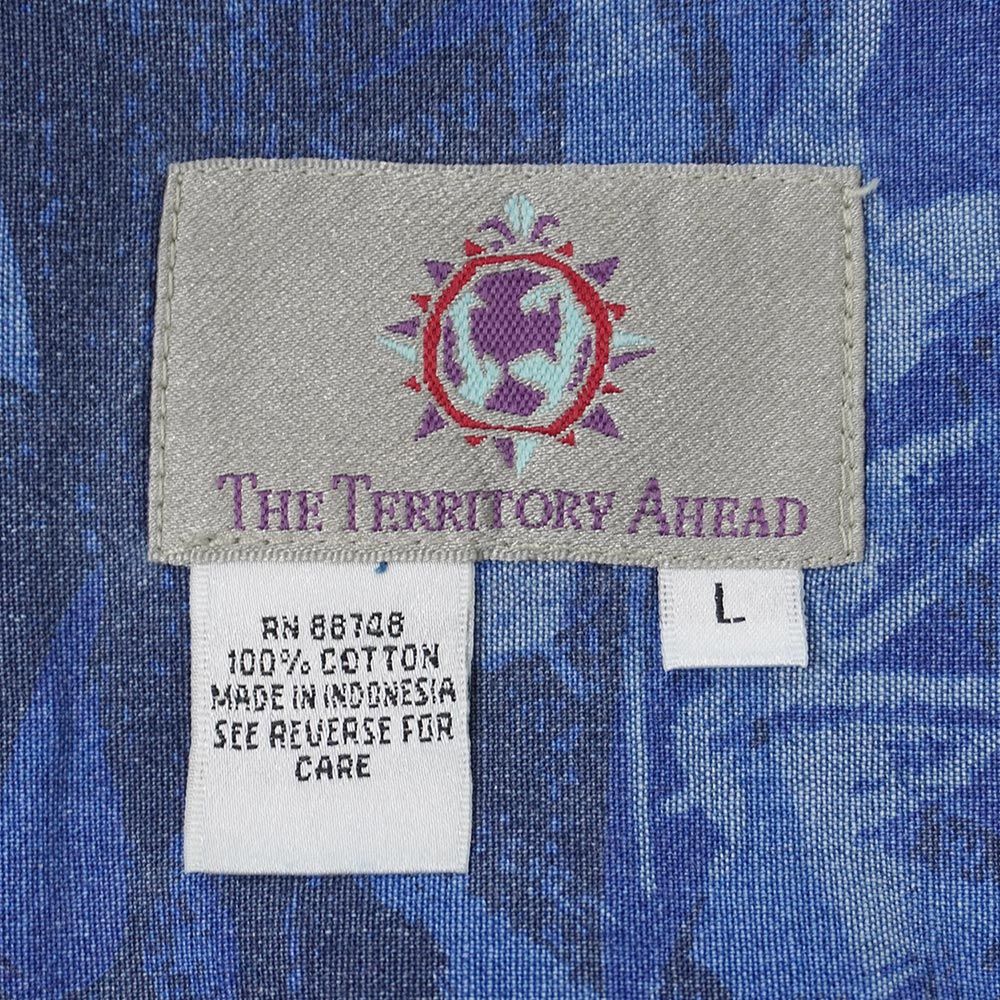 THE TERRITORY AHEAD
L
RN 88748
100% COTTON
MADE IN INDONESIA
SEE REVERSE FOR
CARE